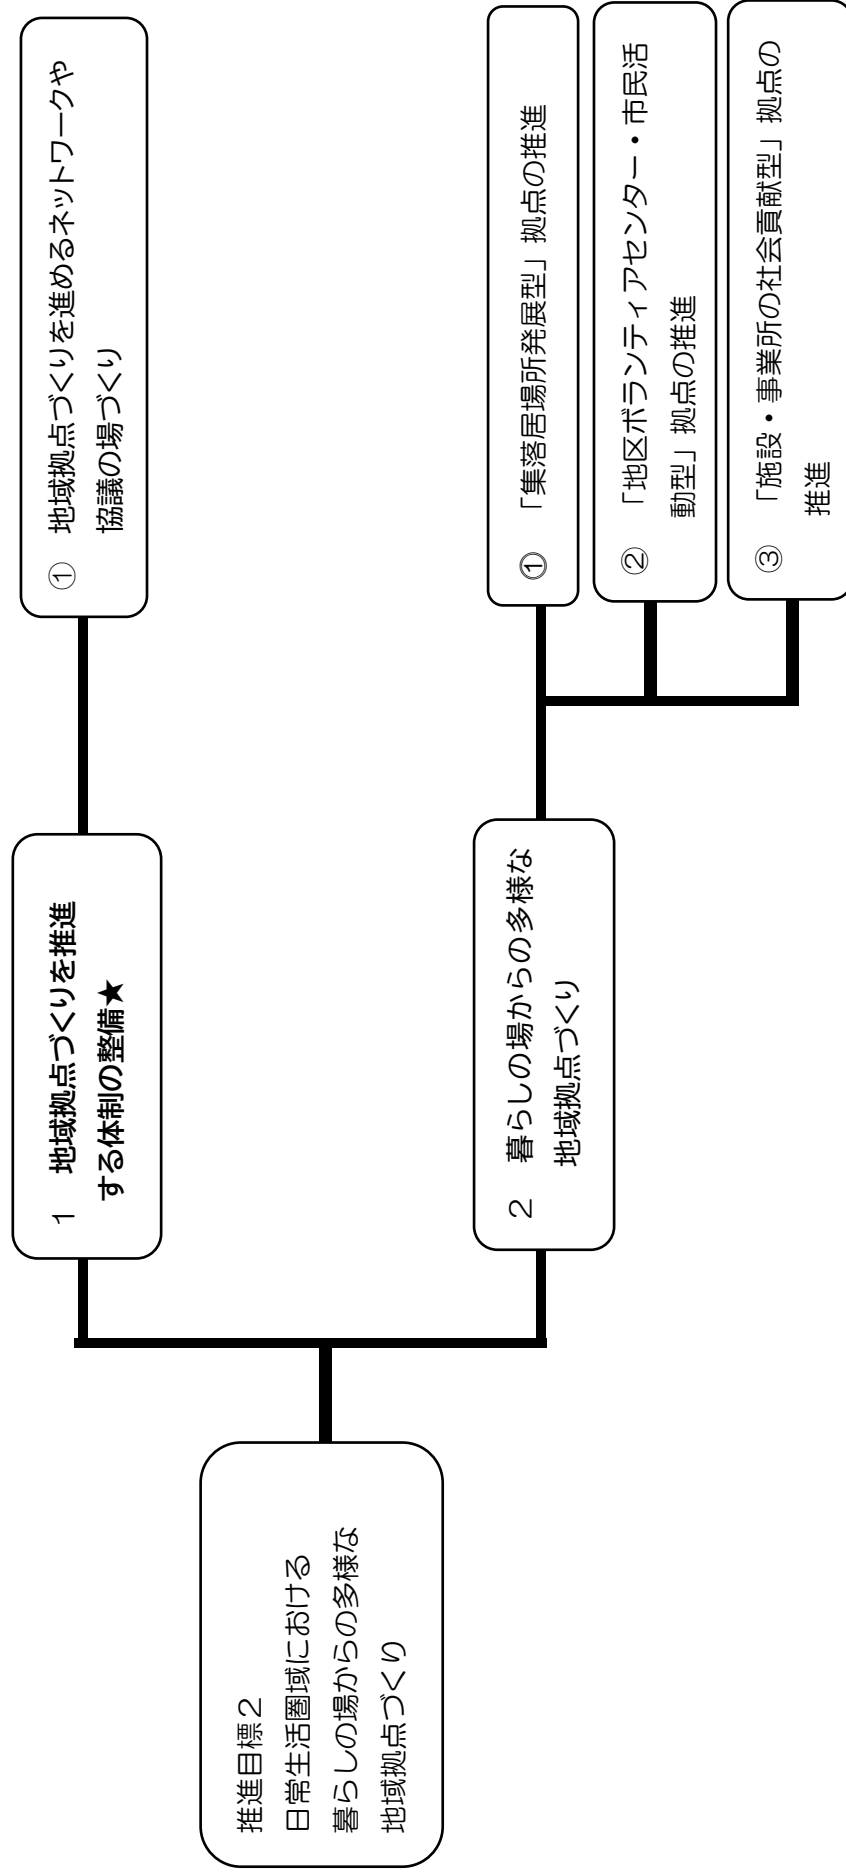 推進目標２
日常生活圏域における
暮らしの場からの多様な
地域拠点づくり
１　地域拠点づくりを推進
する体制の整備★
①　地域拠点づくりを進めるネットワークや
協議の場づくり
２　暮らしの場からの多様な
地域拠点づくり
①　「集落居場所発展型」拠点の推進
②　「地区ボランティアセンター・市民活
動型」拠点の推進
③　「施設・事業所の社会貢献型」拠点の
推進